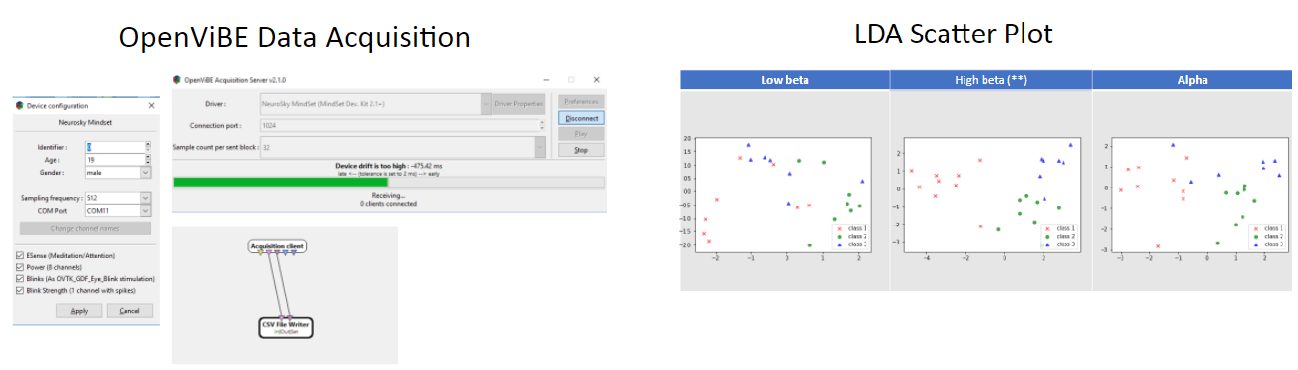 OpenViBE Data Acquisition
LDA Scatter Plot
Device configuration
Neurosky Mindset
Identifier :
Age : 19
Gender : male
Sampling frequency : 512
COM Port COM11
Change channel names
ESense (Meditation/Attention)
Power (8 channels)
Blinks (As OVTK_GDF_Eye_Blink stimulation)
Blink Strength (1 channel with spikes)
Apply Cancel
OpenViBE Acquisition Server v2.1.0
Driver : NeuroSky MindSet (MindSet Dev. Kit 2.1+) Driver Properties
Connection port : 1024
Sample count per sent block : 32
Preferences
Disconnect
Play
Stop
Device drift is too high : -475.42 ms
late <-- (tolerance is set to 2 ms) --> early
Receiving...
0 clients connected
Acquisition client
CSV File Writer
Low beta High beta (**) Alpha
20
15
10
05
00
-05
-10
-15
-20
-2 -1 0 1 2
class 1
class 2
2
1
0
-1
-2
-3
-4 -2 0 2
class 1
class 2
2
1
0
-1
-2
-3
-3 -2 -1 0 1 2
class 1
class 2